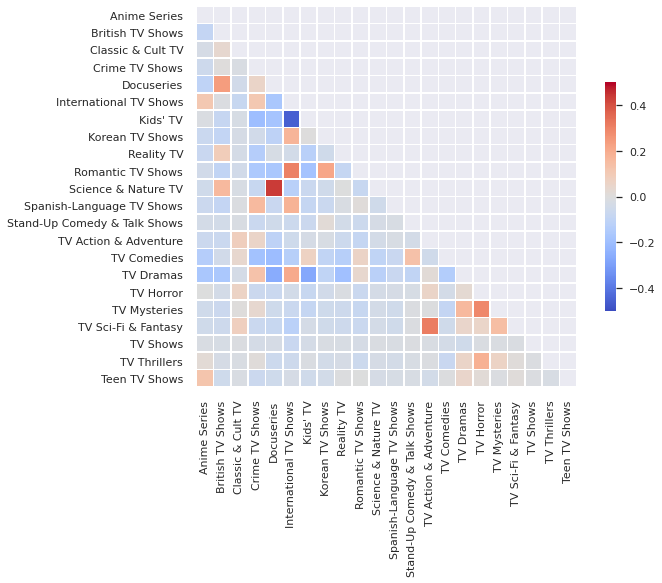 Anime Series
British TV Shows
Classic & Cult TV
Crime TV Shows
Docuseries
International TV Shows
Kids' TV
Korean TV Shows
Reality TV
Romantic TV Shows
Science & Nature TV
Spanish-Language TV Shows
Stand-Up Comedy & Talk Shows
TV Action & Adventure
TV Comedies
TV Dramas
TV Horror
TV Mysteries
TV Sci-Fi & Fantasy
TV Shows
TV Thrillers
Teen TV Shows
Anime Series
British TV Shows
Classic & Cult TV
Crime TV Shows
Docuseries
International TV Shows
Kids' TV
Korean TV Shows
Reality TV
Romantic TV Shows
Science & Nature TV
Spanish-Language TV Shows
Stand-Up Comedy & Talk Shows
TV Action & Adventure
TV Comedies
TV Dramas
TV Horror
TV Mysteries
TV Sci-Fi & Fantasy
TV Shows
TV Thrillers
Teen TV Shows
0.4
0.2
0.0
−0.2
−0.4